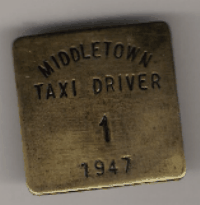 MIDDLETOWN
TAXI DRIVER
1
1947